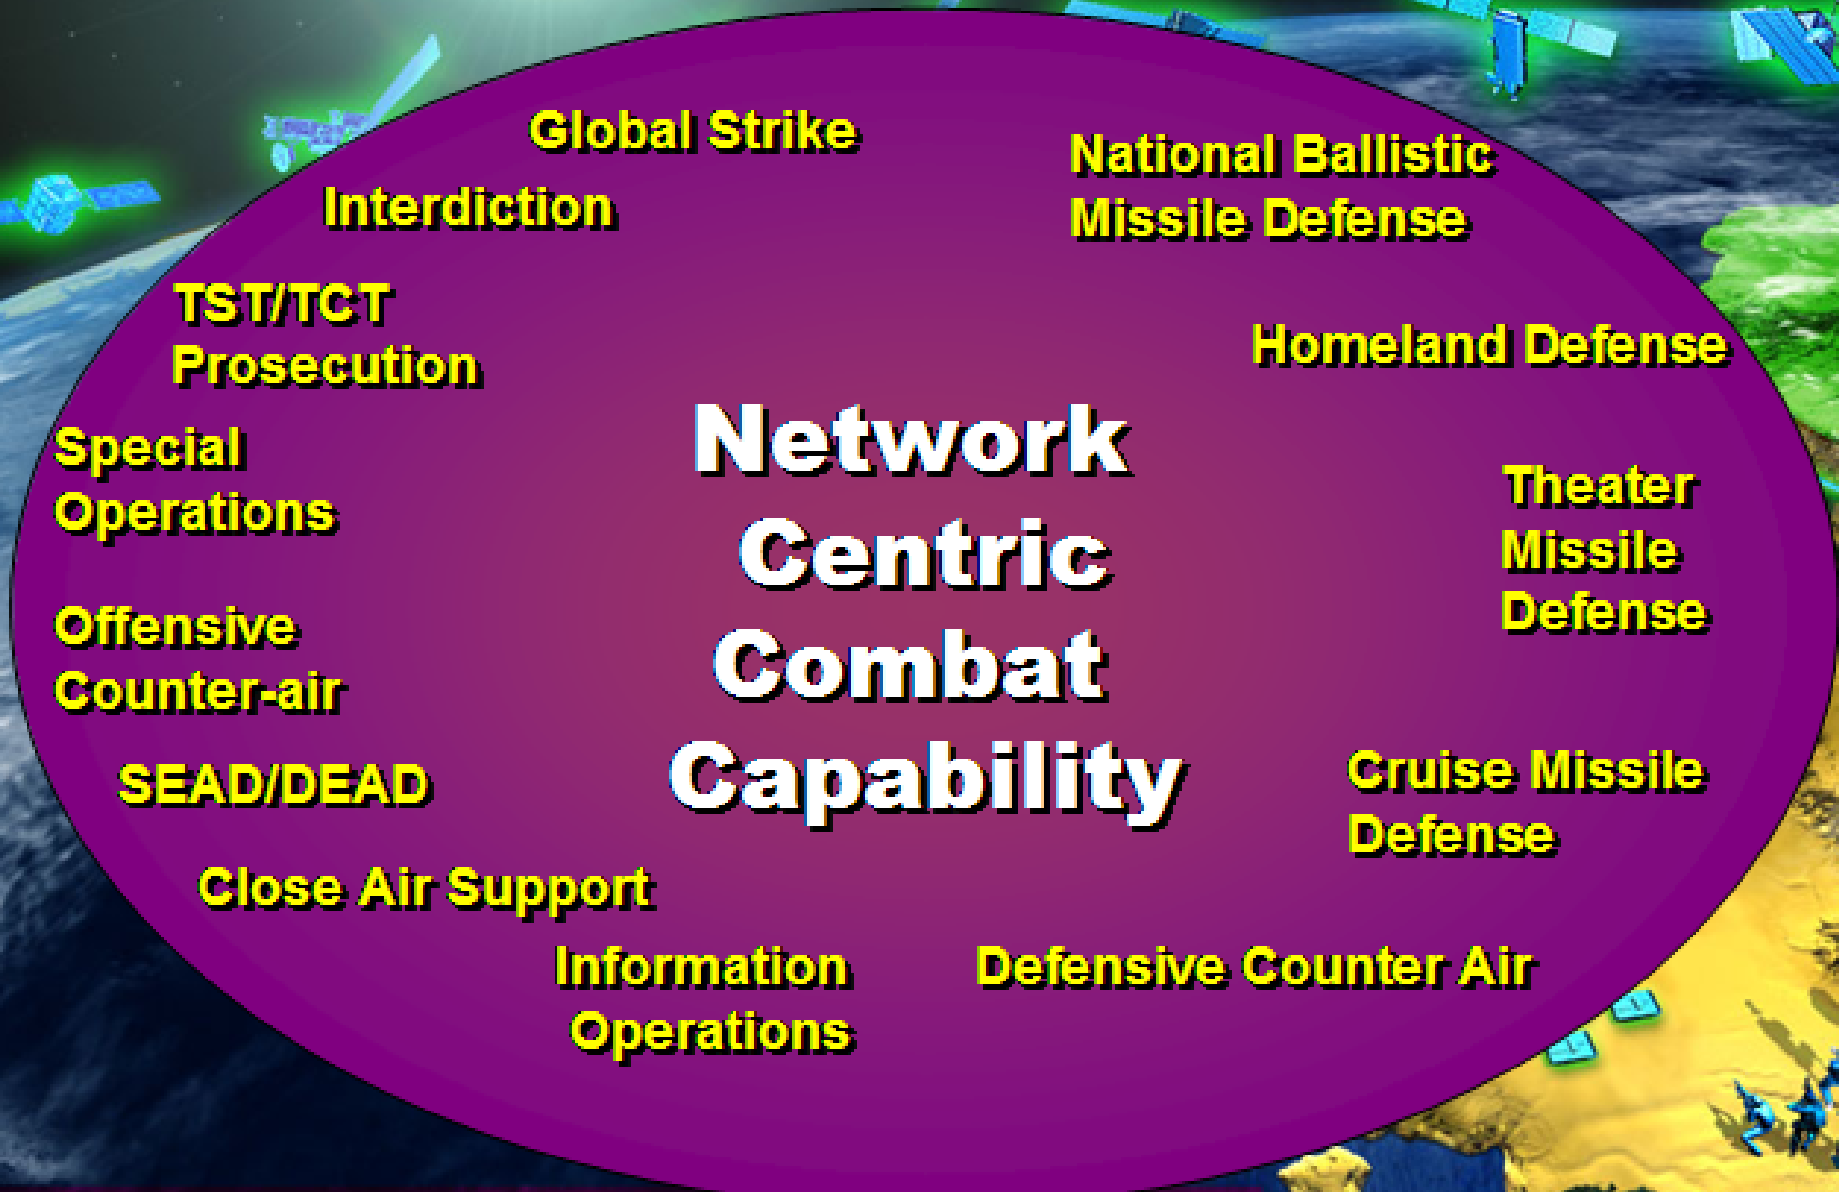 Global Strike
National Ballistic
Missile Defense
Interdiction
TST/TCT
Prosecution
Homeland Defense
Special
Operations
Network
Centric
Combat
Capability
Theater
Missile
Defense
Offensive
Counter-air
SEAD/DEAD
Cruise Missile
Defense
Close Air Support
Information
Operations
Defensive Counter Air